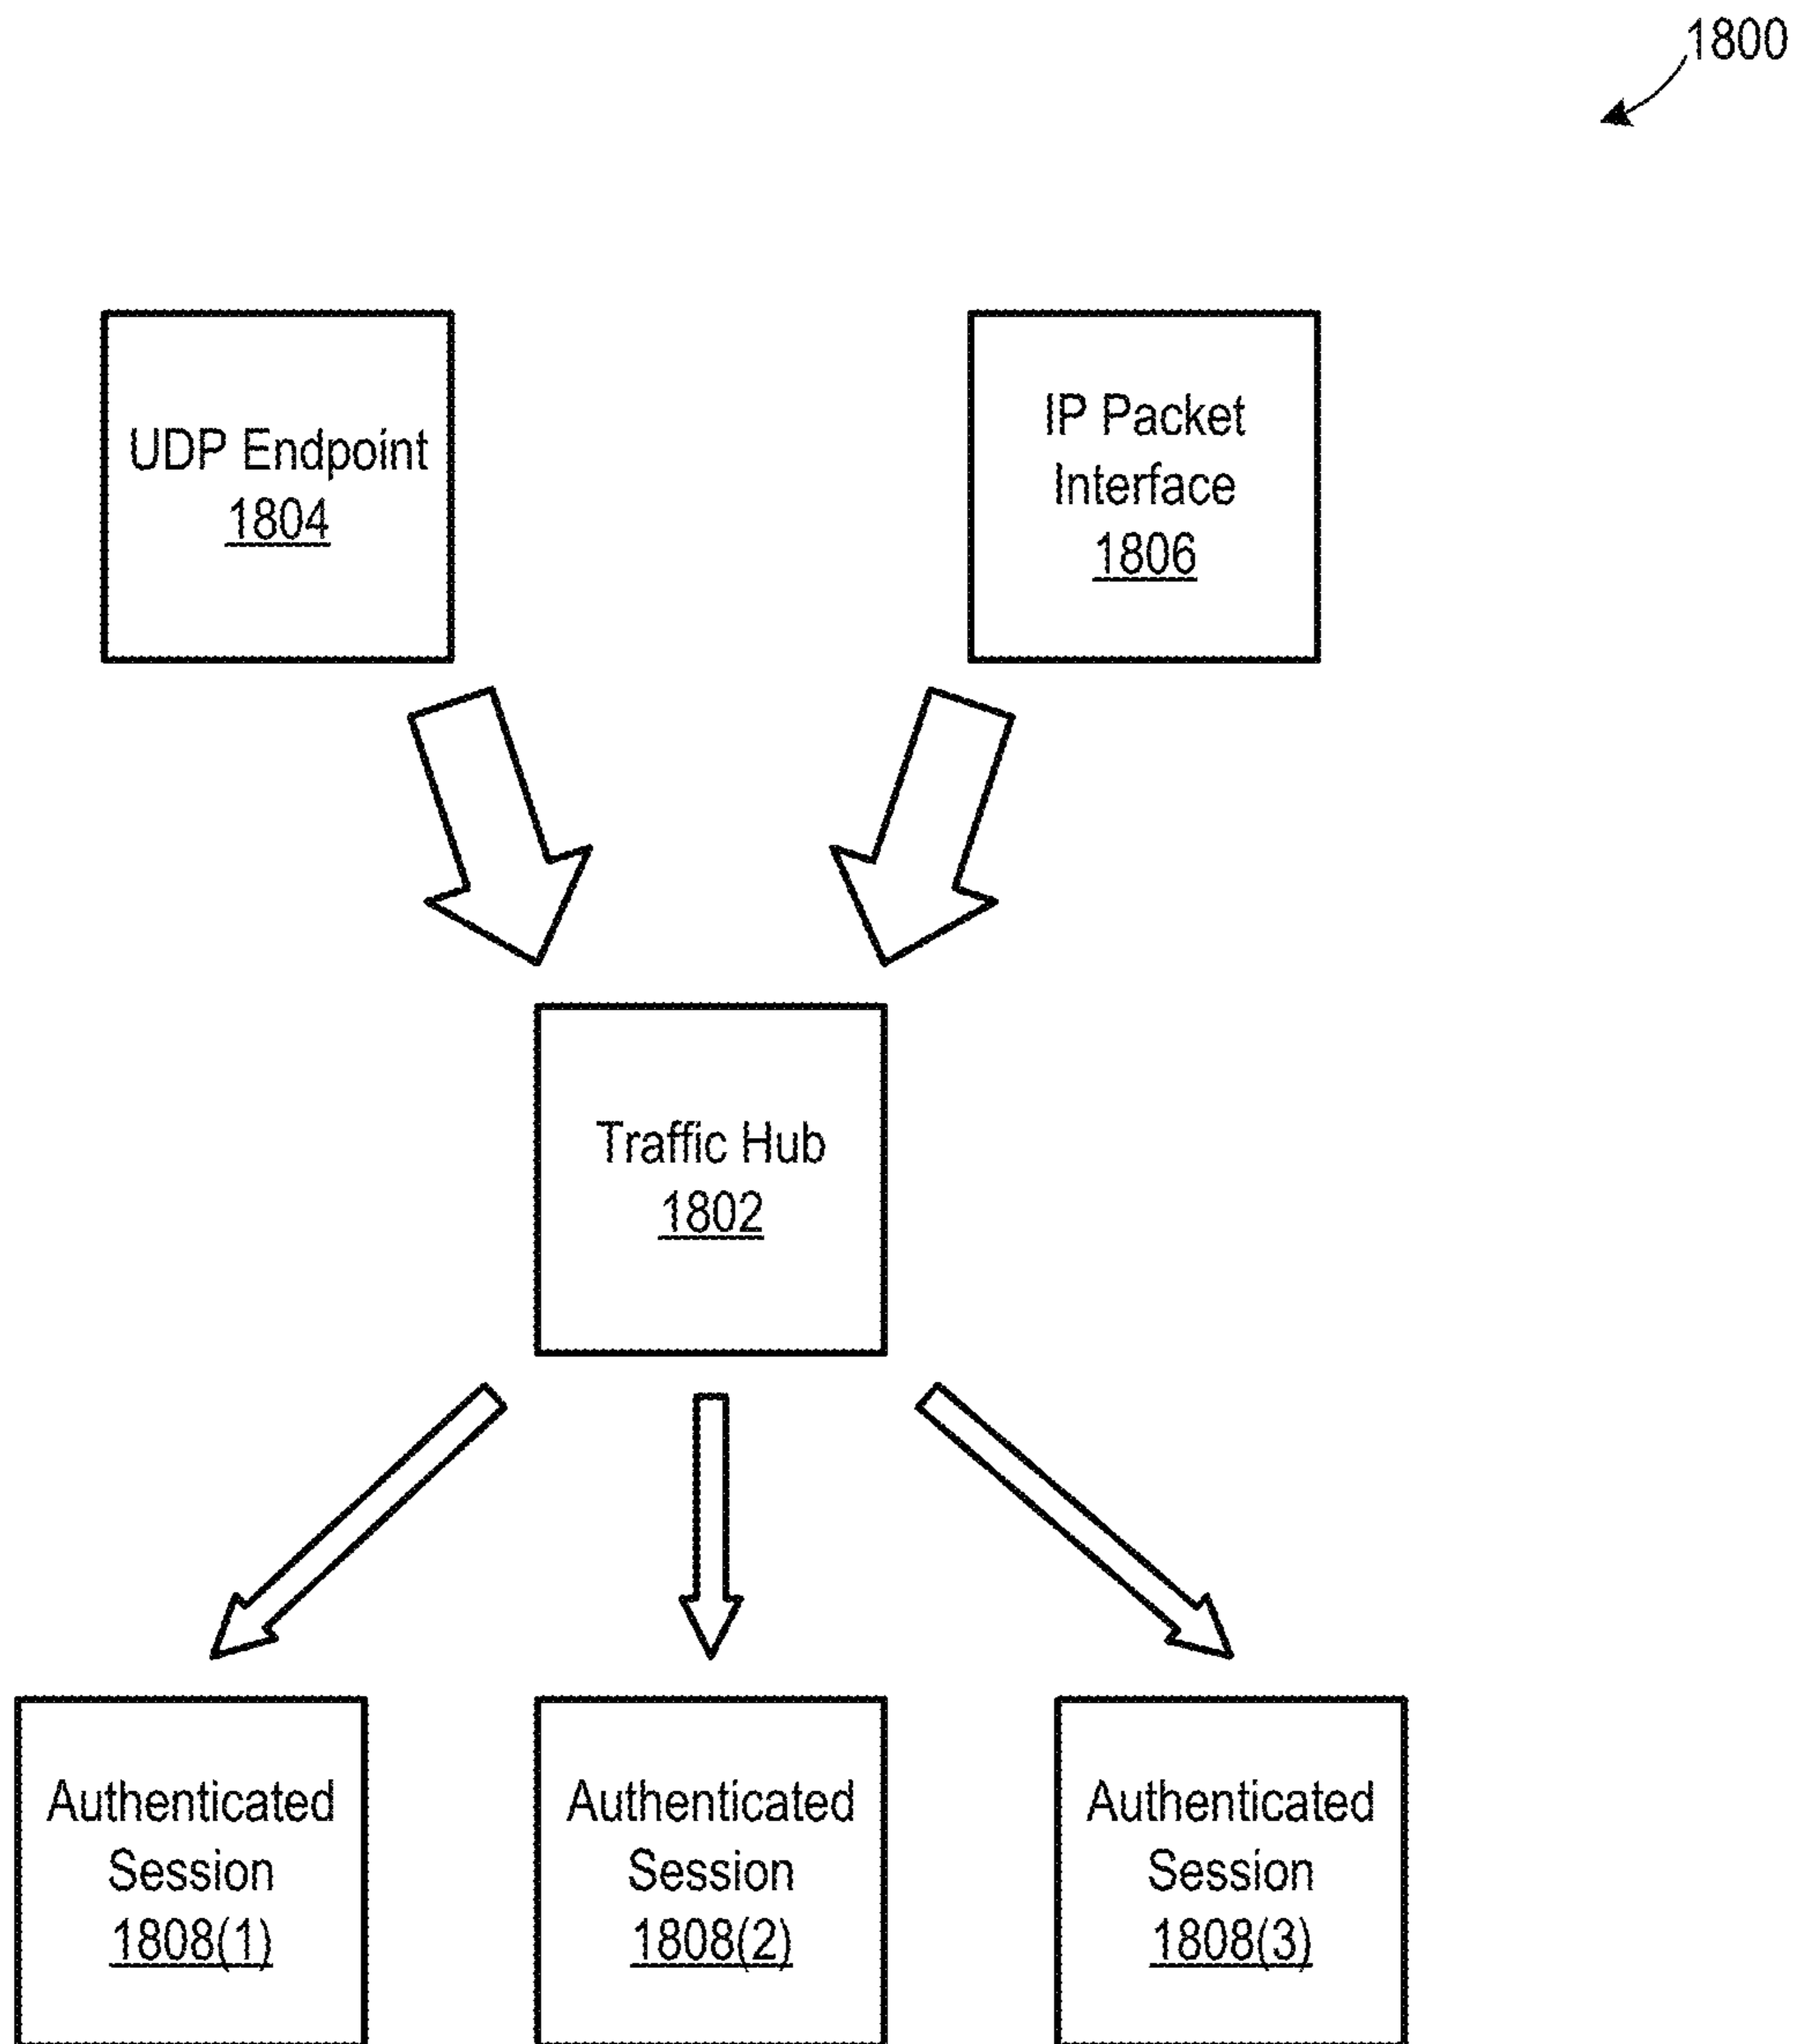 1800
UDP Endpoint
1804
IP Packet
Interface
1806
Traffic Hub
1802
Authenticated
Session
1808(1)
Authenticated
Session
1808(2)
Authenticated
Session
1808(3)